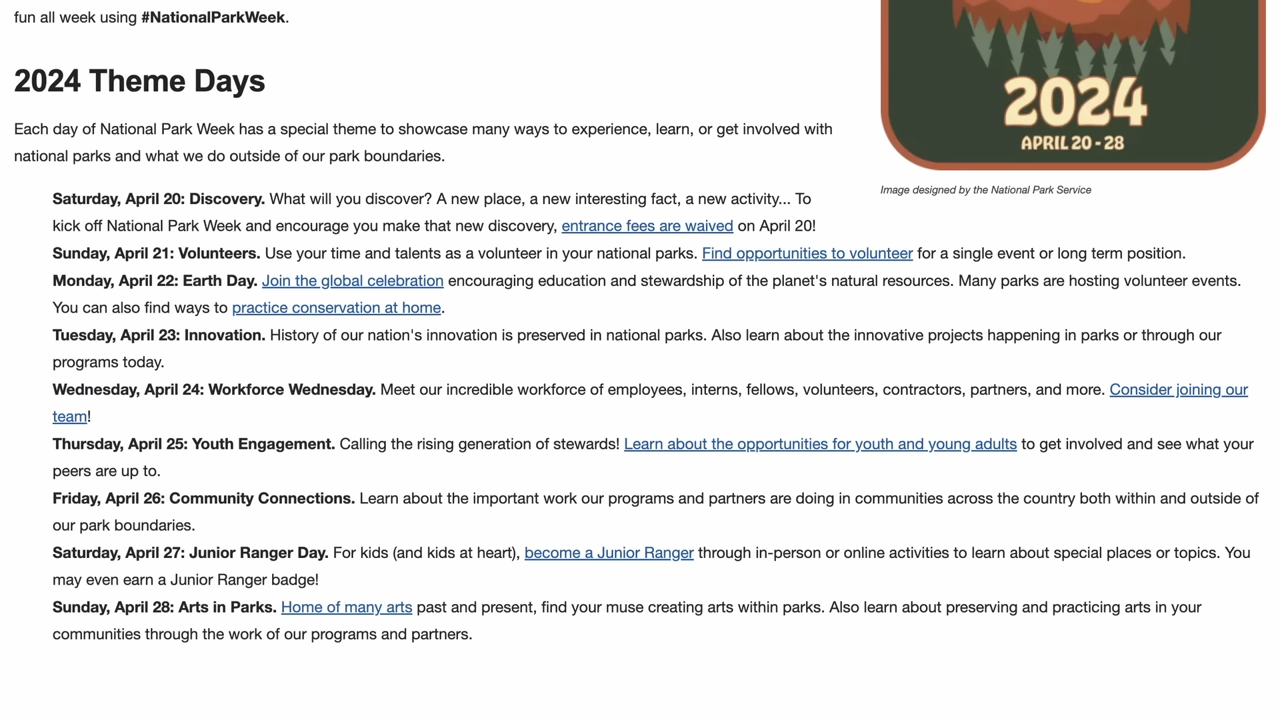 fun all week using #NationalParkWeek.
2024 Theme Days
Each day of National Park Week has a special theme to showcase many ways to experience, learn, or get involved with
national parks and what we do outside of our park boundaries.
2024
APRIL 20 - 28
Image designed by the National Park Service
Saturday, April 20: Discovery. What will you discover? A new place, a new interesting fact, a new activity... To
kick off National Park Week and encourage you make that new discovery, entrance fees are waived on April 20!
Sunday, April 21: Volunteers. Use your time and talents as a volunteer in your national parks. Find opportunities to volunteer for a single event or long term position.
Monday, April 22: Earth Day. Join the global celebration encouraging education and stewardship of the planet's natural resources. Many parks are hosting volunteer events.
You can also find ways to practice conservation at home.
Tuesday, April 23: Innovation. History of our nation's innovation is preserved in national parks. Also learn about the innovative projects happening in parks or through our
programs today.
Wednesday, April 24: Workforce Wednesday. Meet our incredible workforce of employees, interns, fellows, volunteers, contractors, partners, and more. Consider joining our
team!
Thursday, April 25: Youth Engagement. Calling the rising generation of stewards! Learn about the opportunities for youth and young adults to get involved and see what your
peers are up to.
Friday, April 26: Community Connections. Learn about the important work our programs and partners are doing in communities across the country both within and outside of
our park boundaries.
Saturday, April 27: Junior Ranger Day. For kids (and kids at heart), become a Junior Ranger through in-person or online activities to learn about special places or topics. You
may even earn a Junior Ranger badge!
Sunday, April 28: Arts in Parks. Home of many arts past and present, find your muse creating arts within parks. Also learn about preserving and practicing arts in your
communities through the work of our programs and partners.